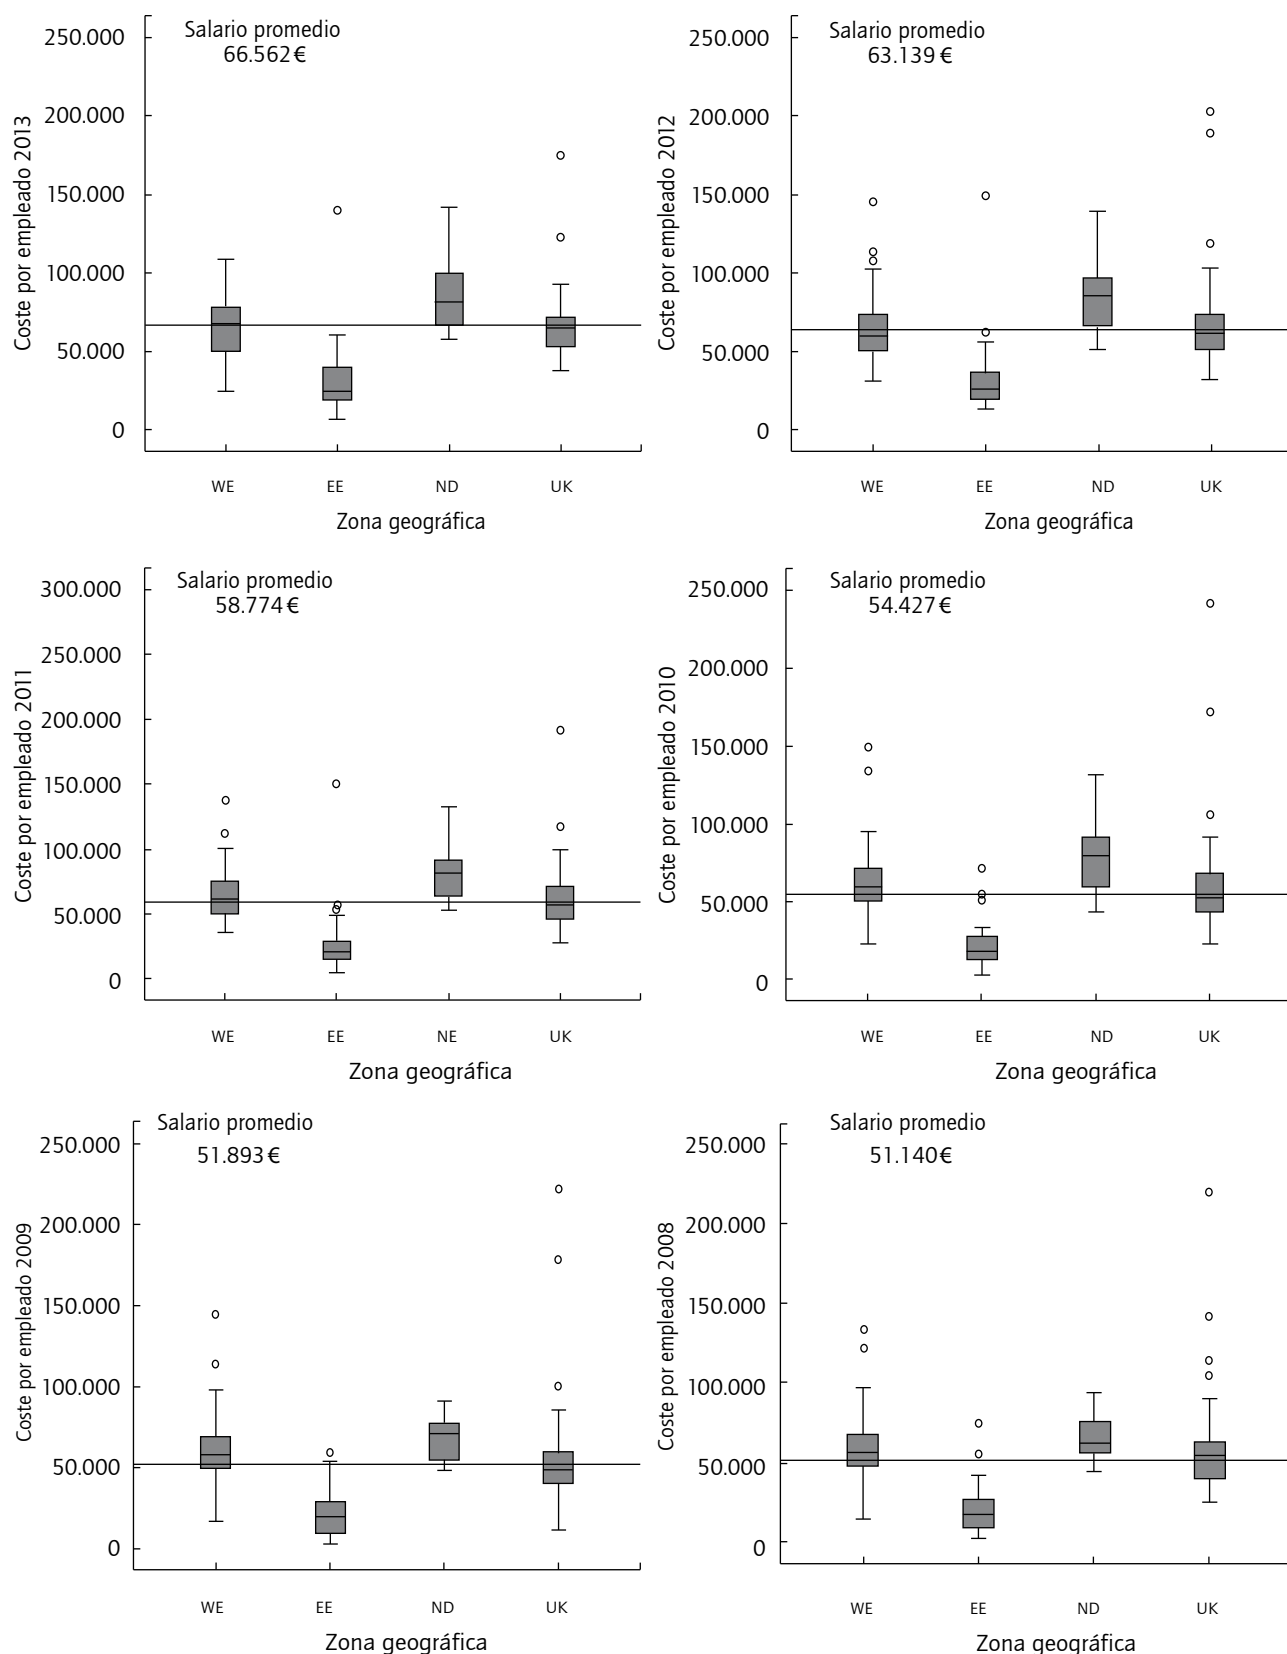 Salario promedio
66.562 €
Coste por empleado 2013
250.000
200.000
150.000
100.000
50.000
0
WE EE ND UK
Zona geográfica
Salario promedio
63.139 €
Coste por empleado 2012
250.000
200.000
150.000
100.000
50.000
0
WE EE ND UK
Zona geográfica
Salario promedio
58.774 €
Coste por empleado 2011
300.000
250.000
200.000
150.000
100.000
50.000
0
WE EE NE UK
Zona geográfica
Salario promedio
54.427 €
Coste por empleado 2010
250.000
200.000
150.000
100.000
50.000
0
WE EE ND UK
Zona geográfica
Salario promedio
51.893 €
Coste por empleado 2009
250.000
200.000
150.000
100.000
50.000
0
WE EE ND UK
Zona geográfica
Salario promedio
51.140 €
Coste por empleado 2008
250.000
200.000
150.000
100.000
50.000
0
WE EE ND UK
Zona geográfica